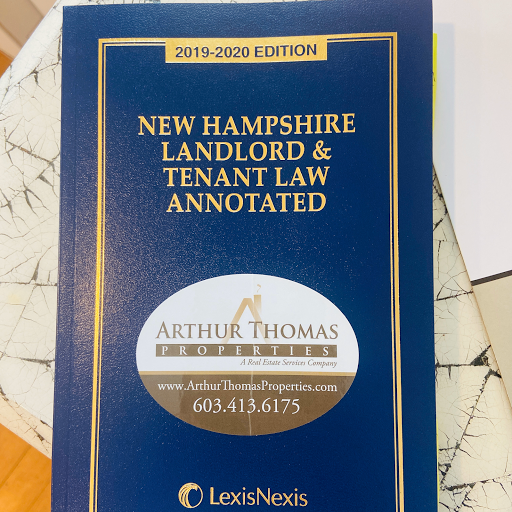 2019-2020 EDITION
NEW HAMPSHIRE
LANDLORD &
TENANT LAW
ANNOTATED
ARTHUR THOMAS
PROPERTIES
A Real Estate Services Company
www.ArthurThomasProperties.com
603.413.6175
LexisNexis